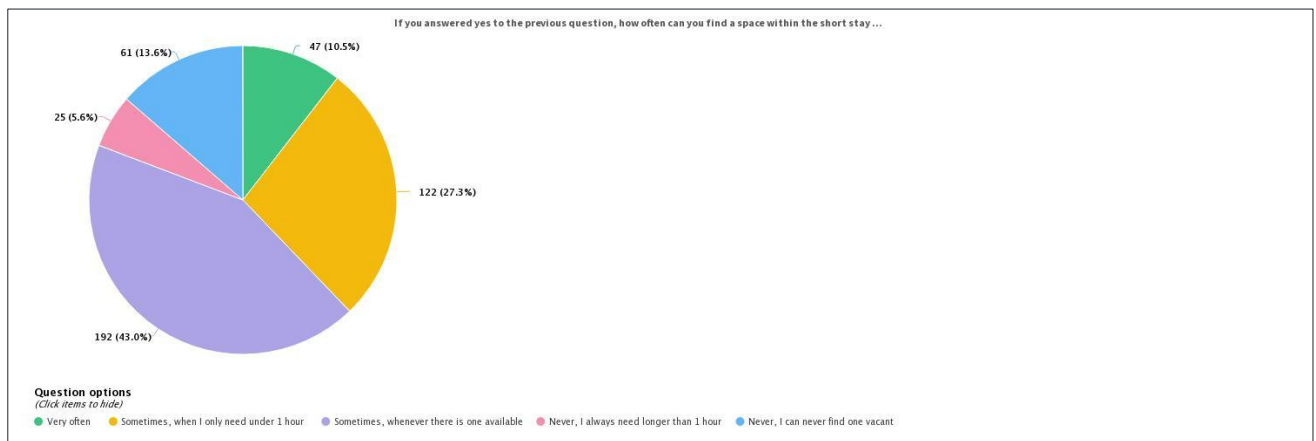 If you answered yes to the previous question, how often can you find a space within the short stay ...
61 (13.6%)
47 (10.5%)
25 (5.6%)
122 (27.3%)
192 (43.0%)
Question options
(Click items to hide)
Very often Sometimes, when I only need under 1 hour Sometimes, whenever there is one available Never, I always need longer than 1 hour Never, I can never find one vacant